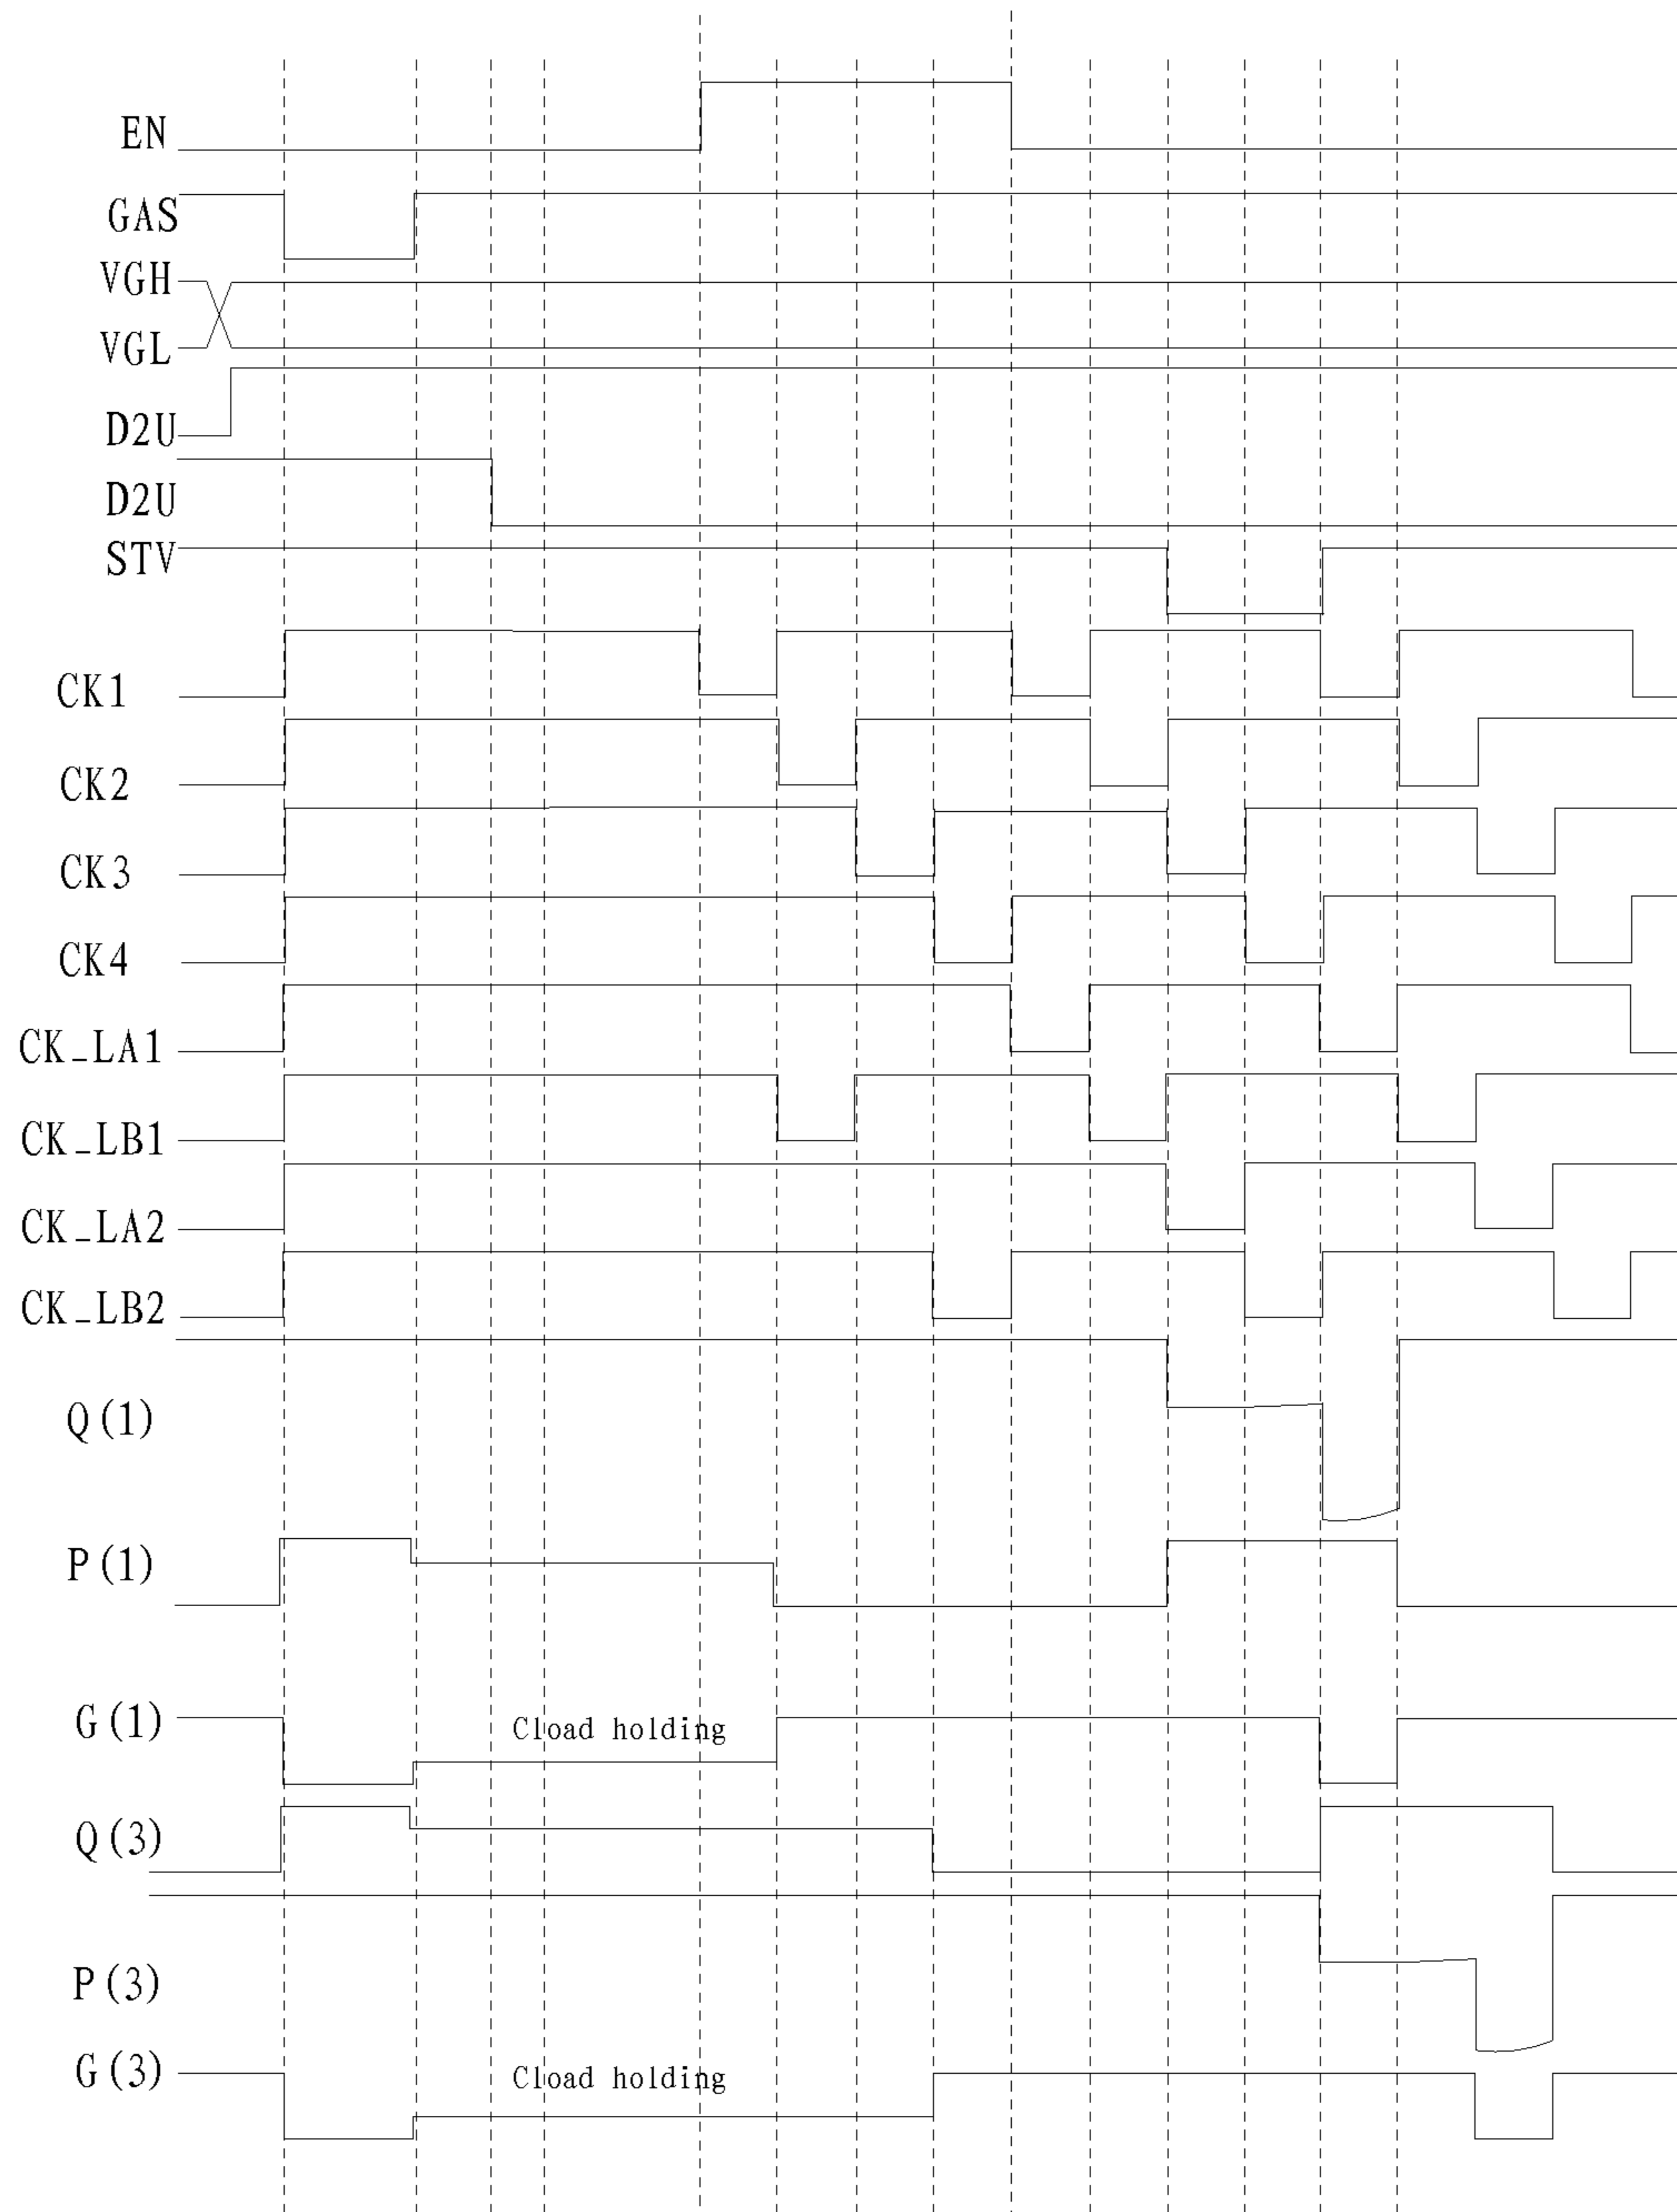 EN
GAS
VGH
VGL
D2U
D2U
STV
CK1
CK2
CK3
CK4
CK_LA1
CK_LB1
CK_LA2
CK_LB2
Q(1)
P(1)
G(1)
Cload holding
Q(3)
P(3)
G(3)
Cload holding